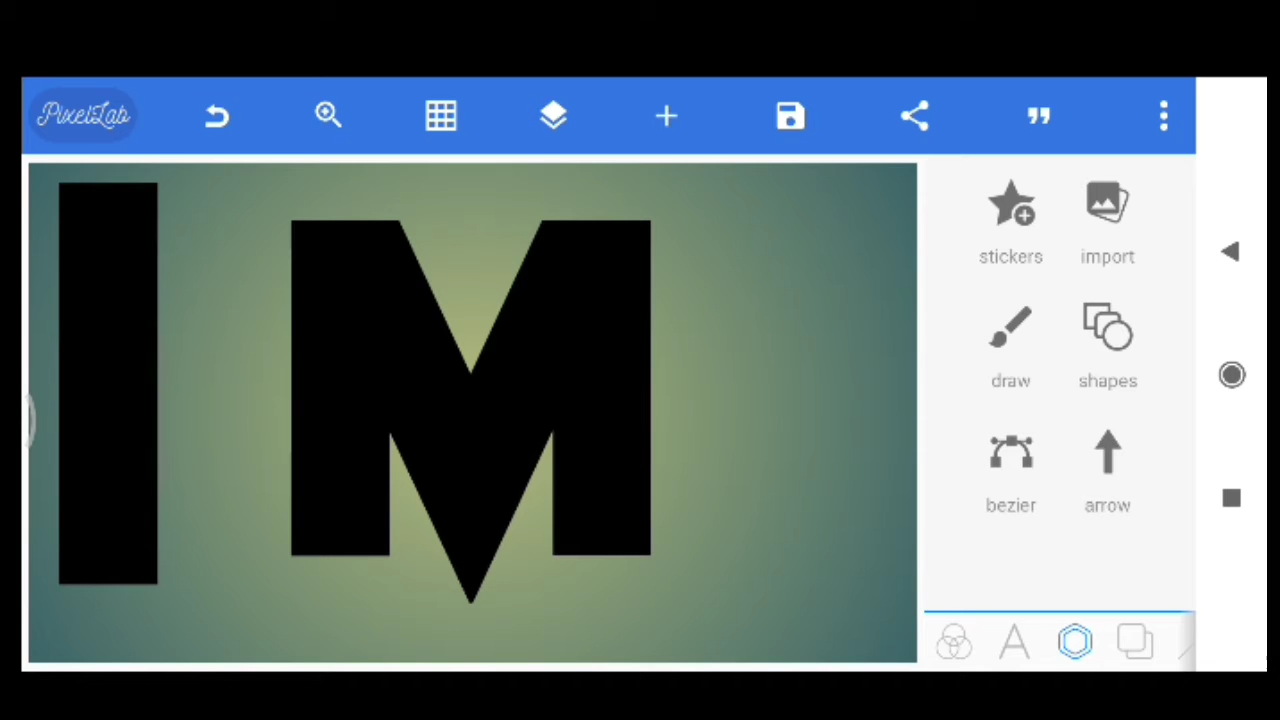 PixelLab
I M
stickers import
draw shapes
bezier arrow
A